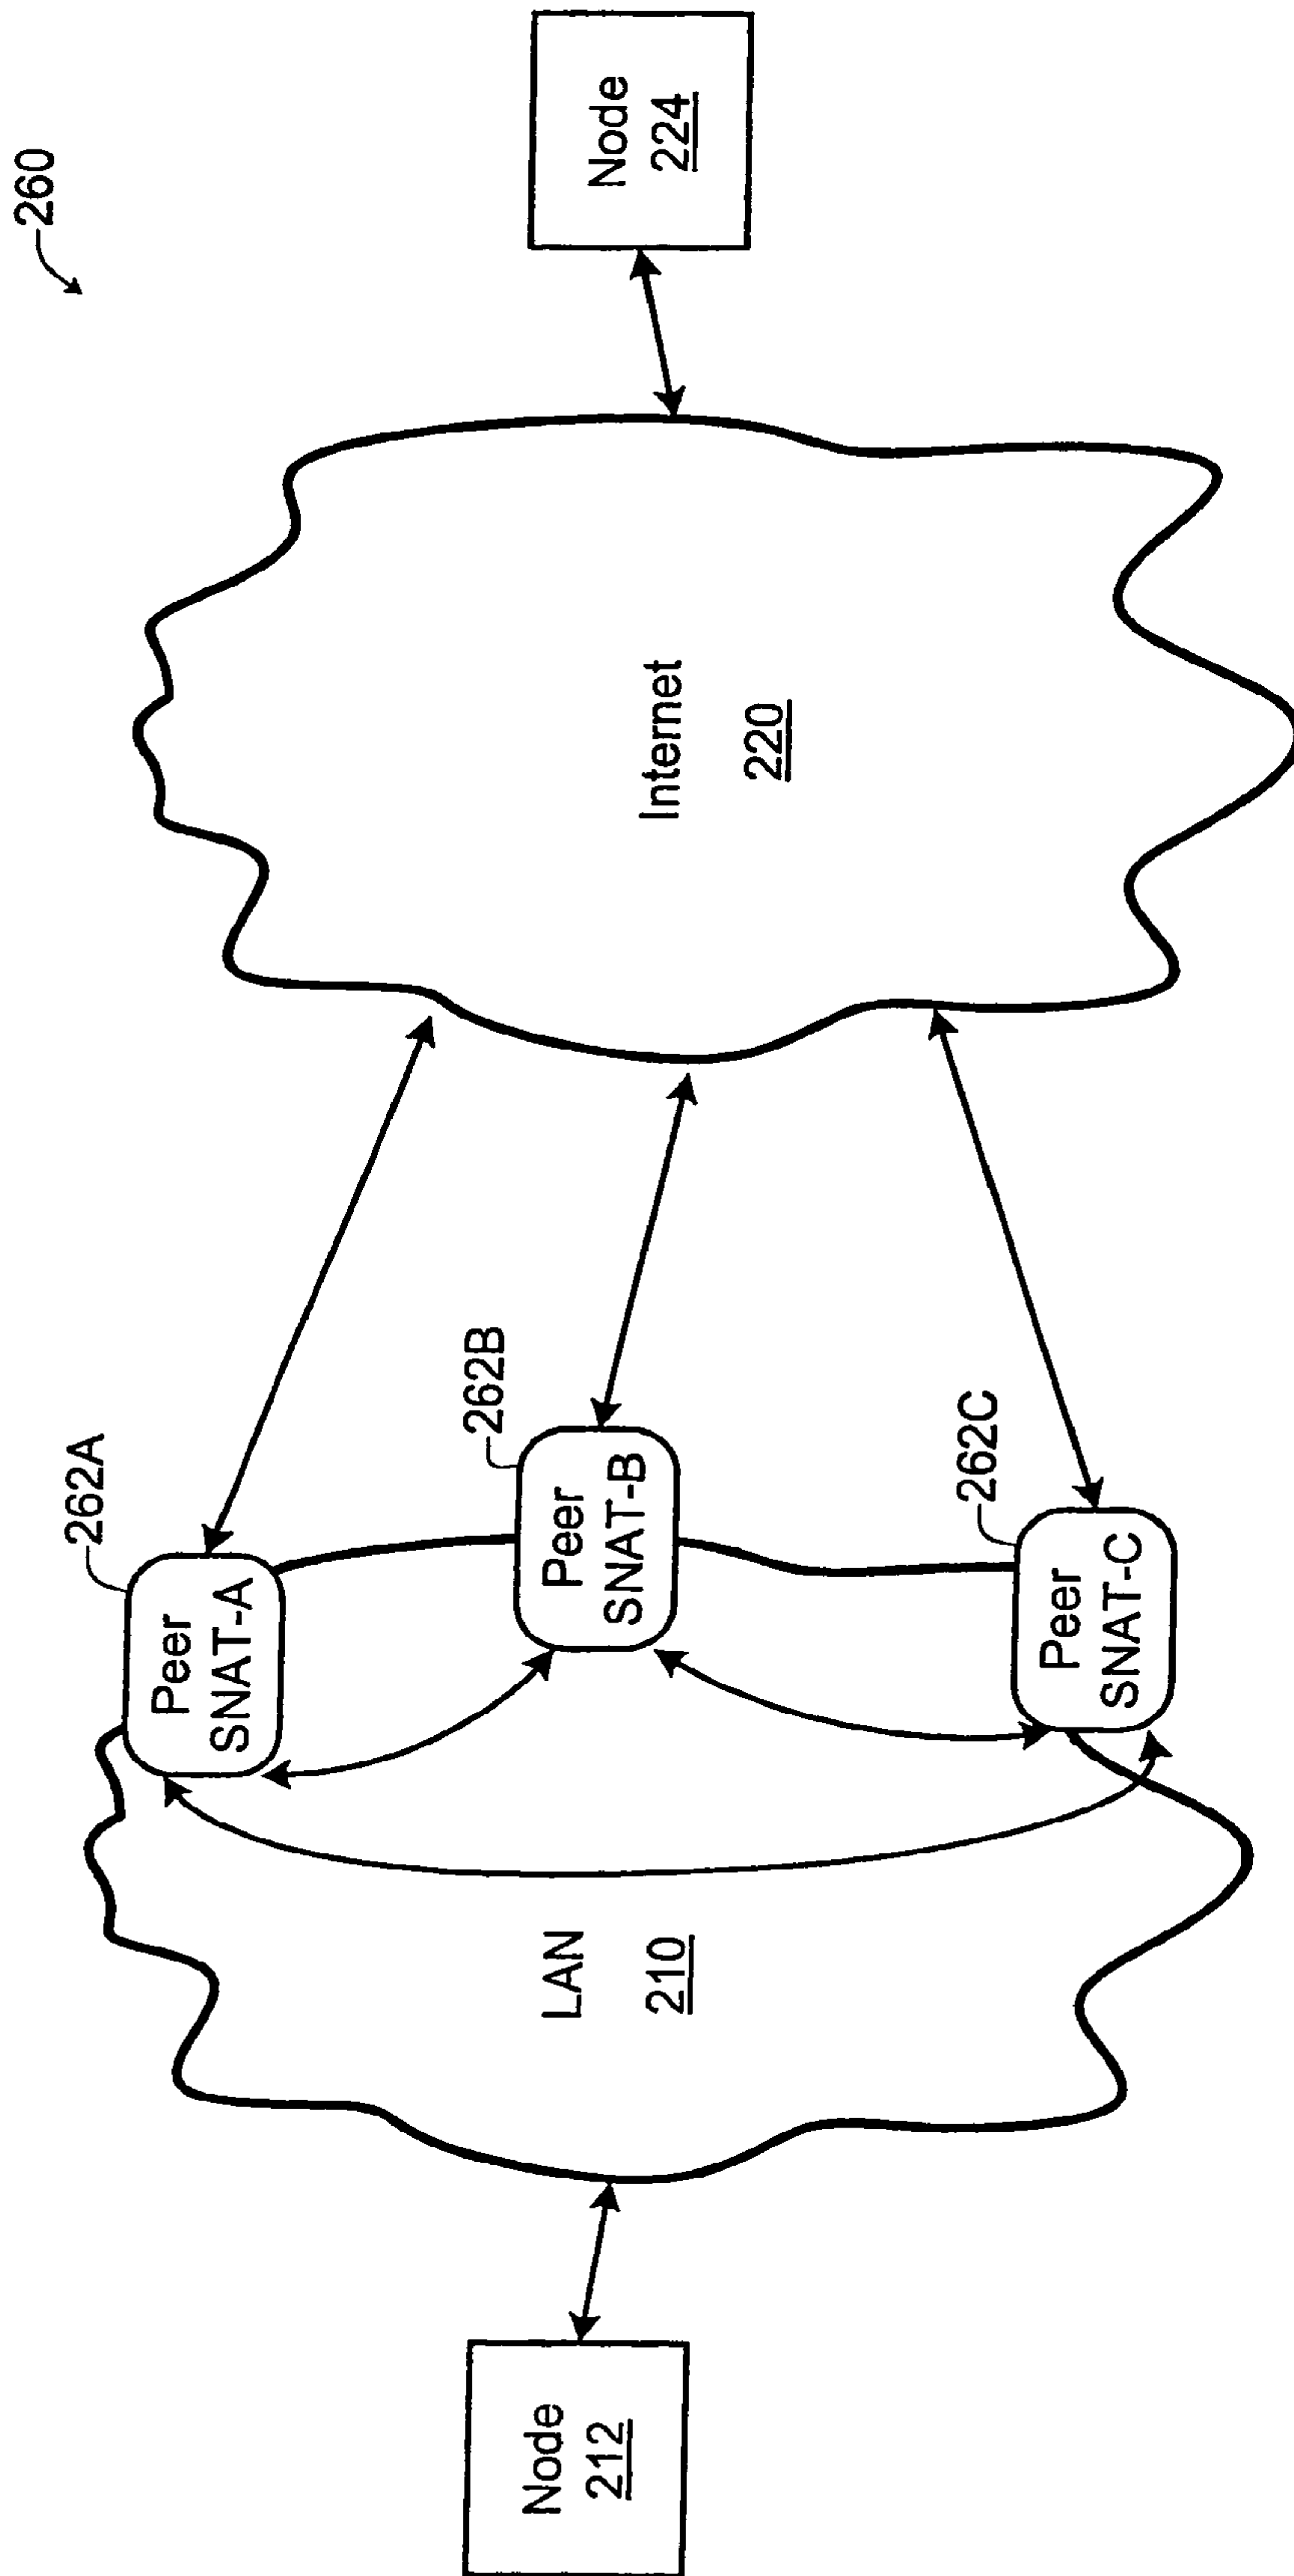 260
Node
212
LAN
210
262A
Peer
SNAT-A
262B
Peer
SNAT-B
262C
Peer
SNAT-C
Internet
220
Node
224